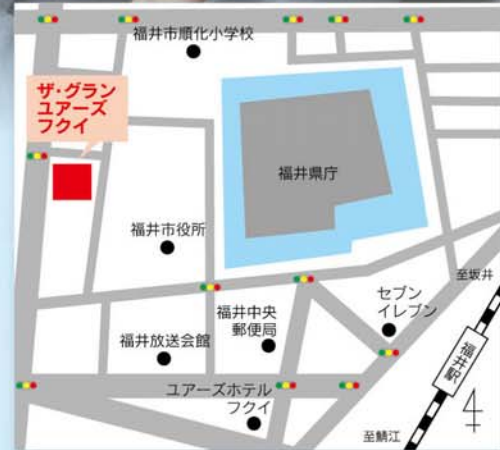 福井市順化小学校
ザ・グラン
ユアーズ
フクイ
福井県庁
福井市役所
至坂井
セブン
イレブン
福井中央
郵便局
福井放送会館
福井駅
ユアーズホテル
フクイ
至鯖江
4